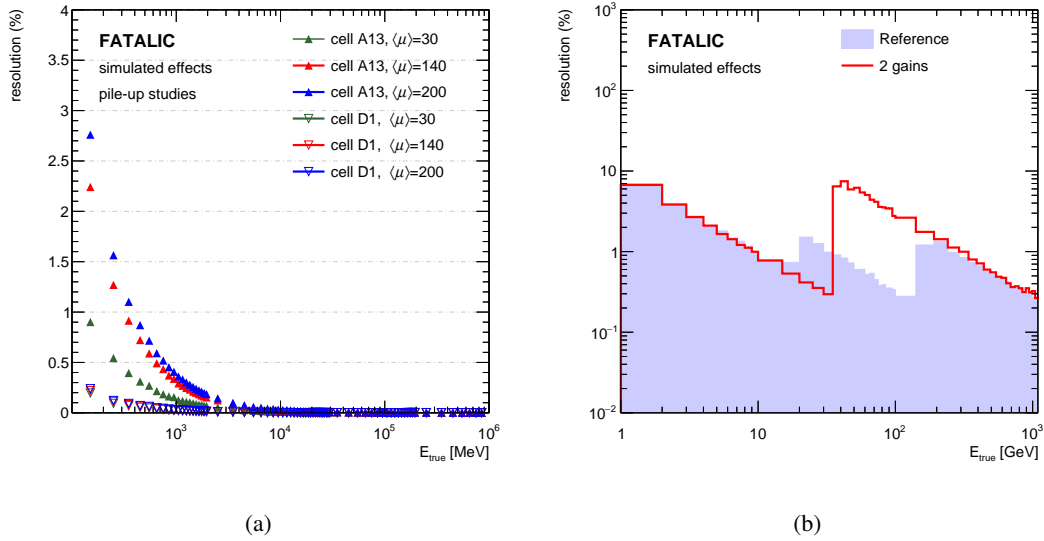 resolution (%)
4
3.5
3
2.5
2
1.5
1
0.5
0
FATALIC
simulated effects
pile-up studies
cell A13, ⟨μ⟩=30
cell A13, ⟨μ⟩=140
cell A13, ⟨μ⟩=200
cell D1, ⟨μ⟩=30
cell D1, ⟨μ⟩=140
cell D1, ⟨μ⟩=200
10³ 10⁴ 10⁵ 10⁶
E_true [MeV]
(a)
resolution (%)
10³
10²
10
1
10⁻¹
10⁻²
FATALIC
simulated effects
Reference
2 gains
1 10 10² 10³
E_true [GeV]
(b)